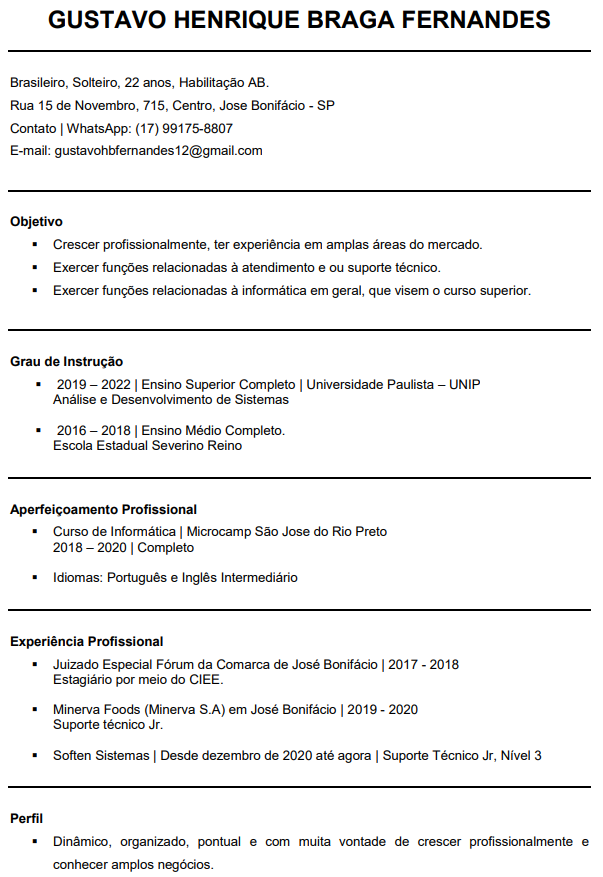 GUSTAVO HENRIQUE BRAGA FERNANDES
Brasileiro, Solteiro, 22 anos, Habilitação AB.
Rua 15 de Novembro, 715, Centro, Jose Bonifácio - SP
Contato | WhatsApp: (17) 99175-8807
E-mail: gustavohbfernandes12@gmail.com
Objetivo
▪ Crescer profissionalmente, ter experiência em amplas áreas do mercado.
▪ Exercer funções relacionadas à atendimento e ou suporte técnico.
▪ Exercer funções relacionadas à informática em geral, que visem o curso superior.
Grau de Instrução
▪ 2019 – 2022 | Ensino Superior Completo | Universidade Paulista – UNIP
Análise e Desenvolvimento de Sistemas
▪ 2016 – 2018 | Ensino Médio Completo.
Escola Estadual Severino Reino
Aperfeiçoamento Profissional
▪ Curso de Informática | Microcamp São Jose do Rio Preto
2018 – 2020 | Completo
▪ Idiomas: Português e Inglês Intermediário
Experiência Profissional
▪ Juizado Especial Fórum da Comarca de José Bonifácio | 2017 - 2018
Estagiário por meio do CIEE.
▪ Minerva Foods (Minerva S.A) em José Bonifácio | 2019 - 2020
Suporte técnico Jr.
▪ Soften Sistemas | Desde dezembro de 2020 até agora | Suporte Técnico Jr, Nível 3
Perfil
▪ Dinâmico, organizado, pontual e com muita vontade de crescer profissionalmente e
conhecer amplos negócios.